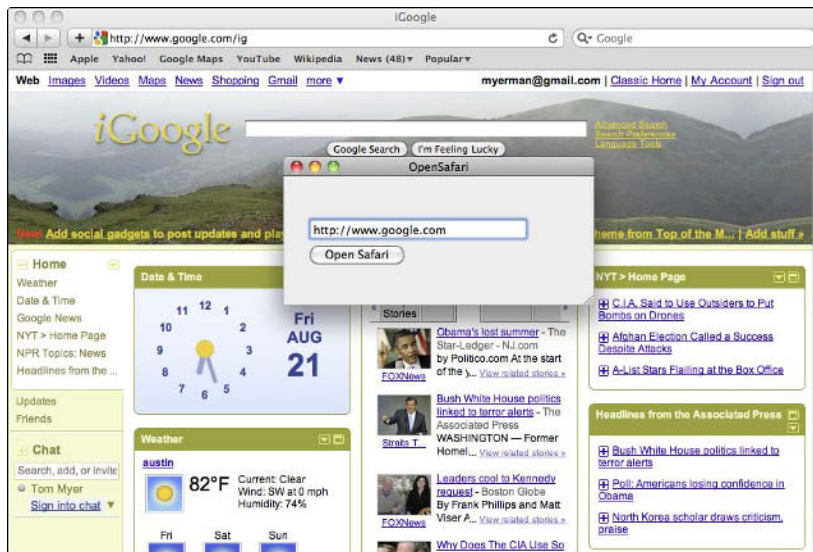 iGoogle
http://www.google.com/ig
Google
Apple Yahoo! Google Maps YouTube Wikipedia News (48) Popular
Web Images Videos Maps News Shopping Gmail more
myerman@gmail.com | Classic Home | My Account | Sign out
iGoogle
Advanced Search
Search Preferences
Language Tools
Google Search I'm Feeling Lucky
OpenSafari
http://www.google.com
Open Safari
New! Add social gadgets to post updates and pla
heme from Top of the M... | Add stuff »
Home
Weather
Date & Time
Google News
NYT > Home Page
NPR Topics: News
Headlines from the ...
Updates
Friends
Chat
Search, add, or invite
Tom Myer
Sign into chat
Date & Time
12 1 2 3 4 5 6 7 8 9 10 11
Fri
AUG
21
Weather
austin
82°F
Current: Clear
Wind: SW at 0 mph
Humidity: 74%
Fri Sat Sun
Stories
Obama's lost summer - The
Star-Ledger - NJ.com
by Politico.com At the start
of the y... View related stories »
FOXNews
Bush White House politics
linked to terror alerts - The
Associated Press
WASHINGTON — Former
Homel... View related stories »
Straits T...
Leaders cool to Kennedy
request - Boston Globe
By Frank Phillips and Matt
Viser A... View related stories »
FOXNews
Why Does The CIA Use So
NYT > Home Page
C.I.A. Said to Use Outsiders to Put
Bombs on Drones
Afghan Election Called a Success
Despite Attacks
A-List Stars Flailing at the Box Office
Headlines from the Associated Press
Bush White House politics linked to
terror alerts
Poll: Americans losing confidence in
Obama
North Korea scholar draws criticism,
praise